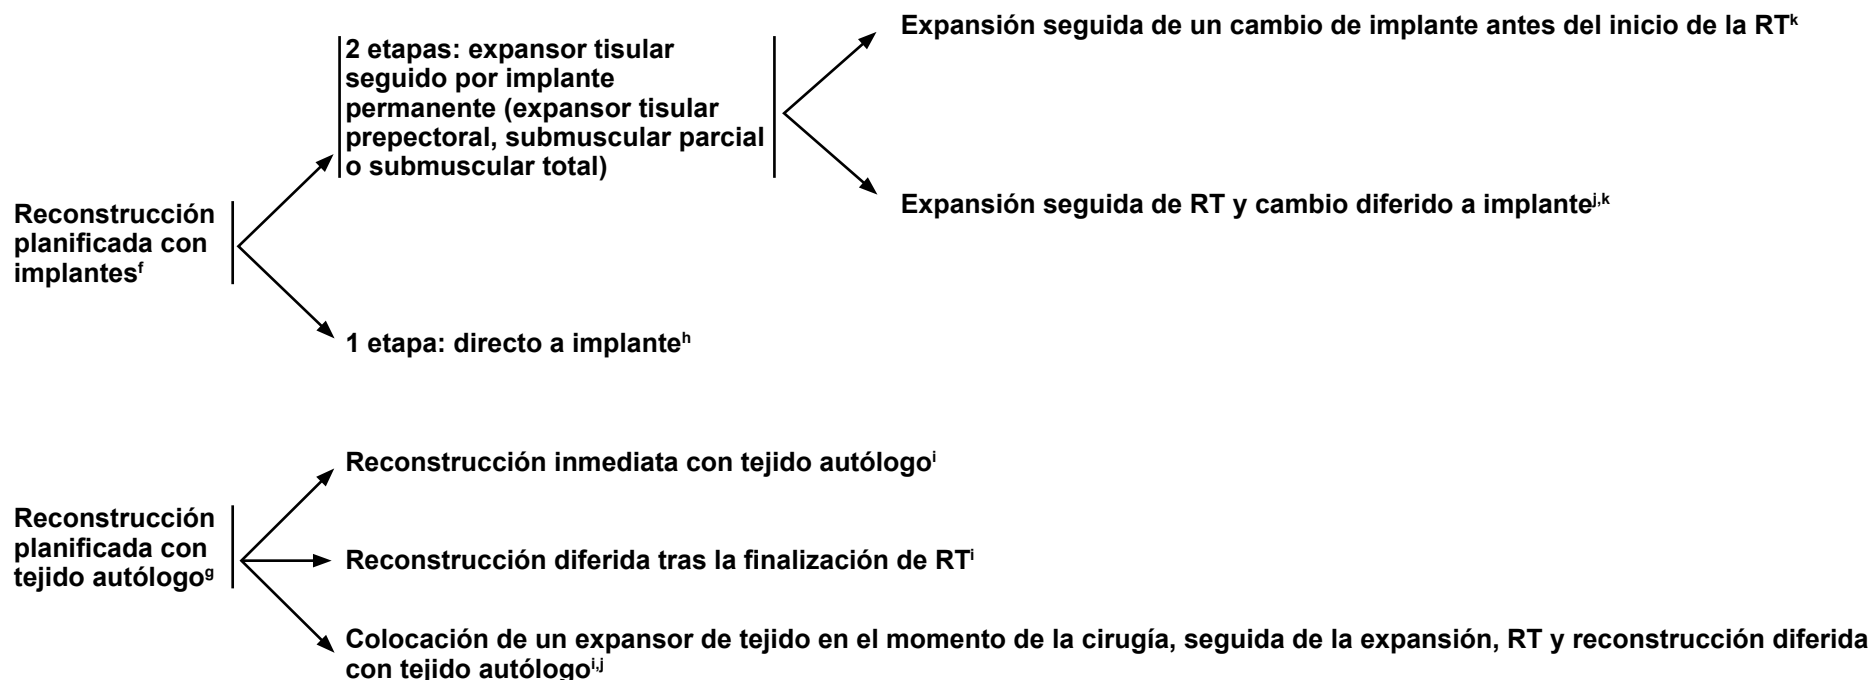 Reconstrucción
planificada con
implantesᶠ
2 etapas: expansor tisular
seguido por implante
permanente (expansor tisular
prepectoral, submuscular parcial
o submuscular total)
Expansión seguida de un cambio de implante antes del inicio de la RTᵏ
Expansión seguida de RT y cambio diferido a implanteʲ,ᵏ
1 etapa: directo a implanteʰ
Reconstrucción
planificada con
tejido autólogoᵍ
Reconstrucción inmediata con tejido autólogoⁱ
Reconstrucción diferida tras la finalización de RTⁱ
Colocación de un expansor de tejido en el momento de la cirugía, seguida de la expansión, RT y reconstrucción diferida
con tejido autólogoⁱ,ʲ